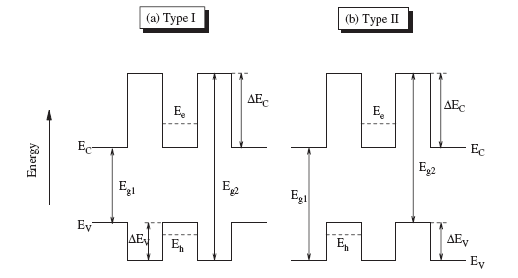 (a) Type I
(b) Type II
Energy
E_C
E_V
E_e
E_h
E_g1
E_g2
ΔE_C
ΔE_V
E_e
E_h
E_g1
E_g2
ΔE_C
ΔE_V
E_C
E_V